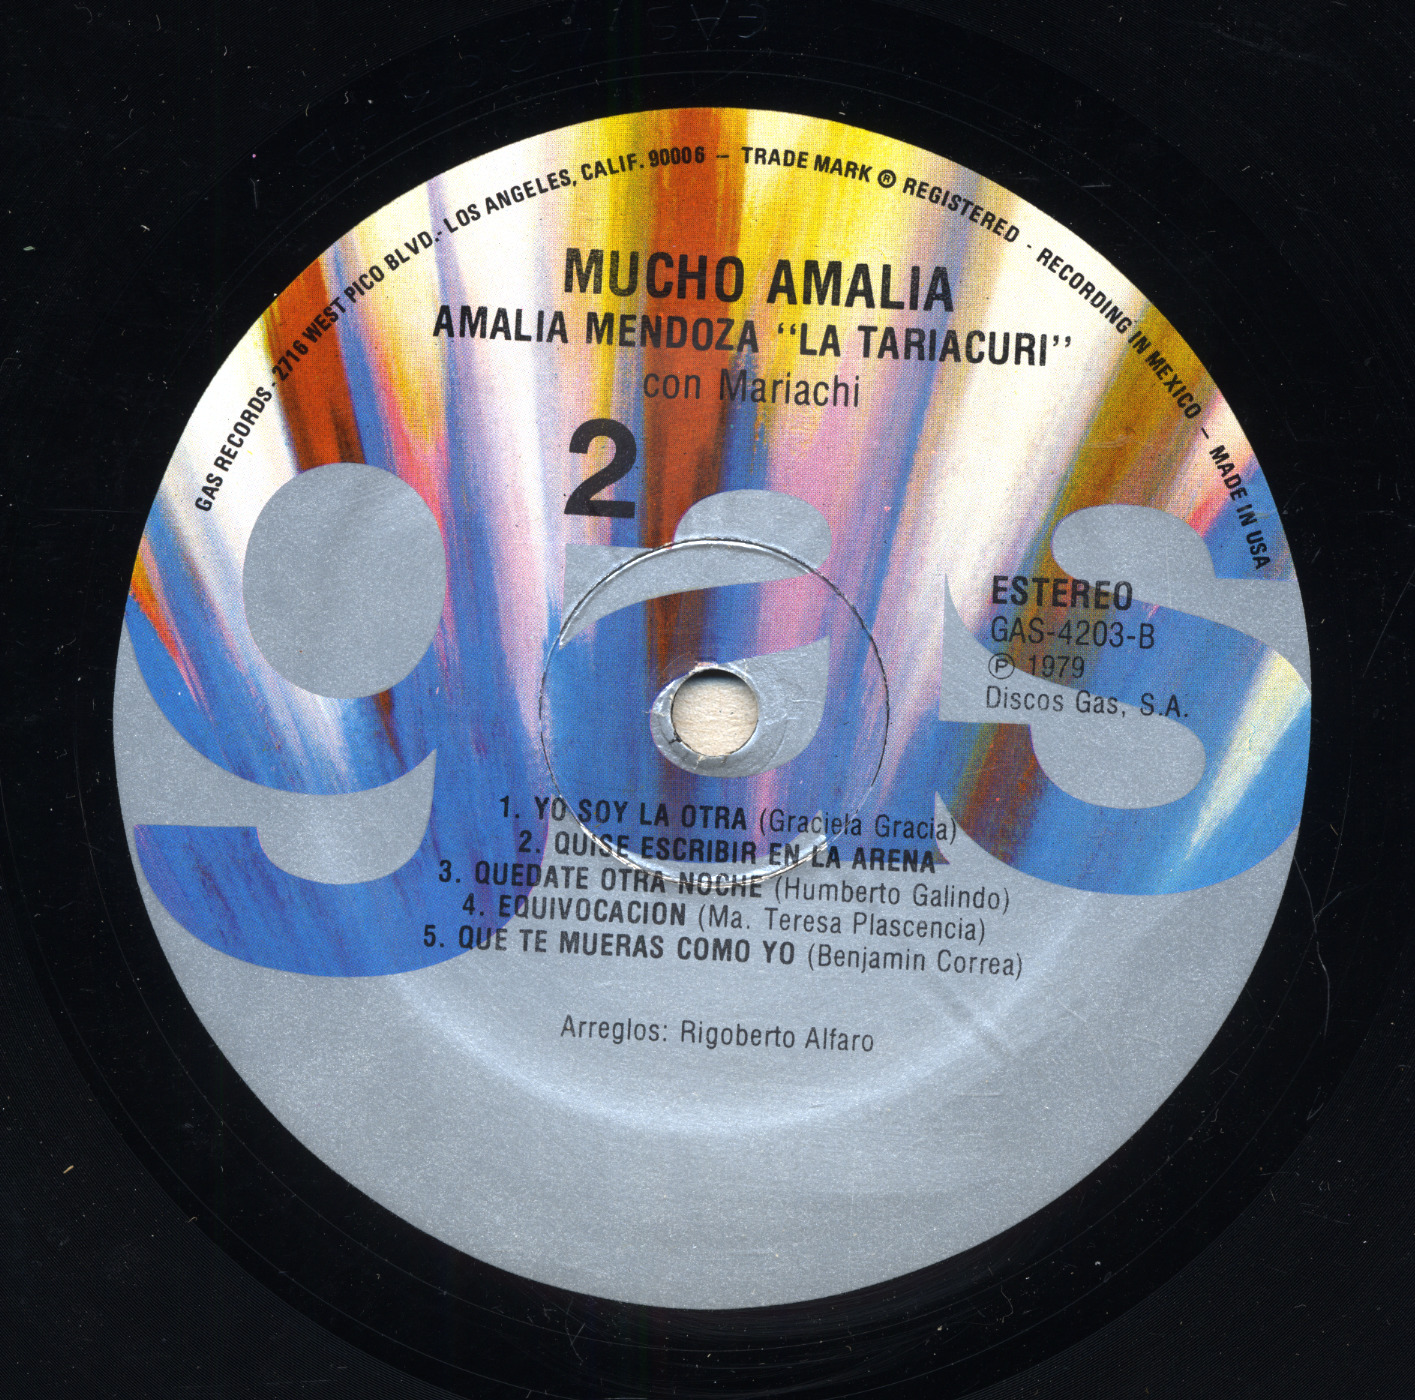 GAS RECORDS - 2716 WEST PICO BLVD. - LOS ANGELES, CALIF. 90006 — TRADE MARK ® REGISTERED - RECORDING IN MEXICO — MADE IN USA
MUCHO AMALIA
AMALIA MENDOZA “LA TARIACURI”
con Mariachi
2
gas
ESTEREO
GAS-4203-B
℗ 1979
Discos Gas, S.A.
1. YO SOY LA OTRA (Graciela Gracia)
2. QUISE ESCRIBIR EN LA ARENA
3. QUEDATE OTRA NOCHE (Humberto Galindo)
4. EQUIVOCACION (Ma. Teresa Plascencia)
5. QUE TE MUERAS COMO YO (Benjamin Correa)
Arreglos: Rigoberto Alfaro